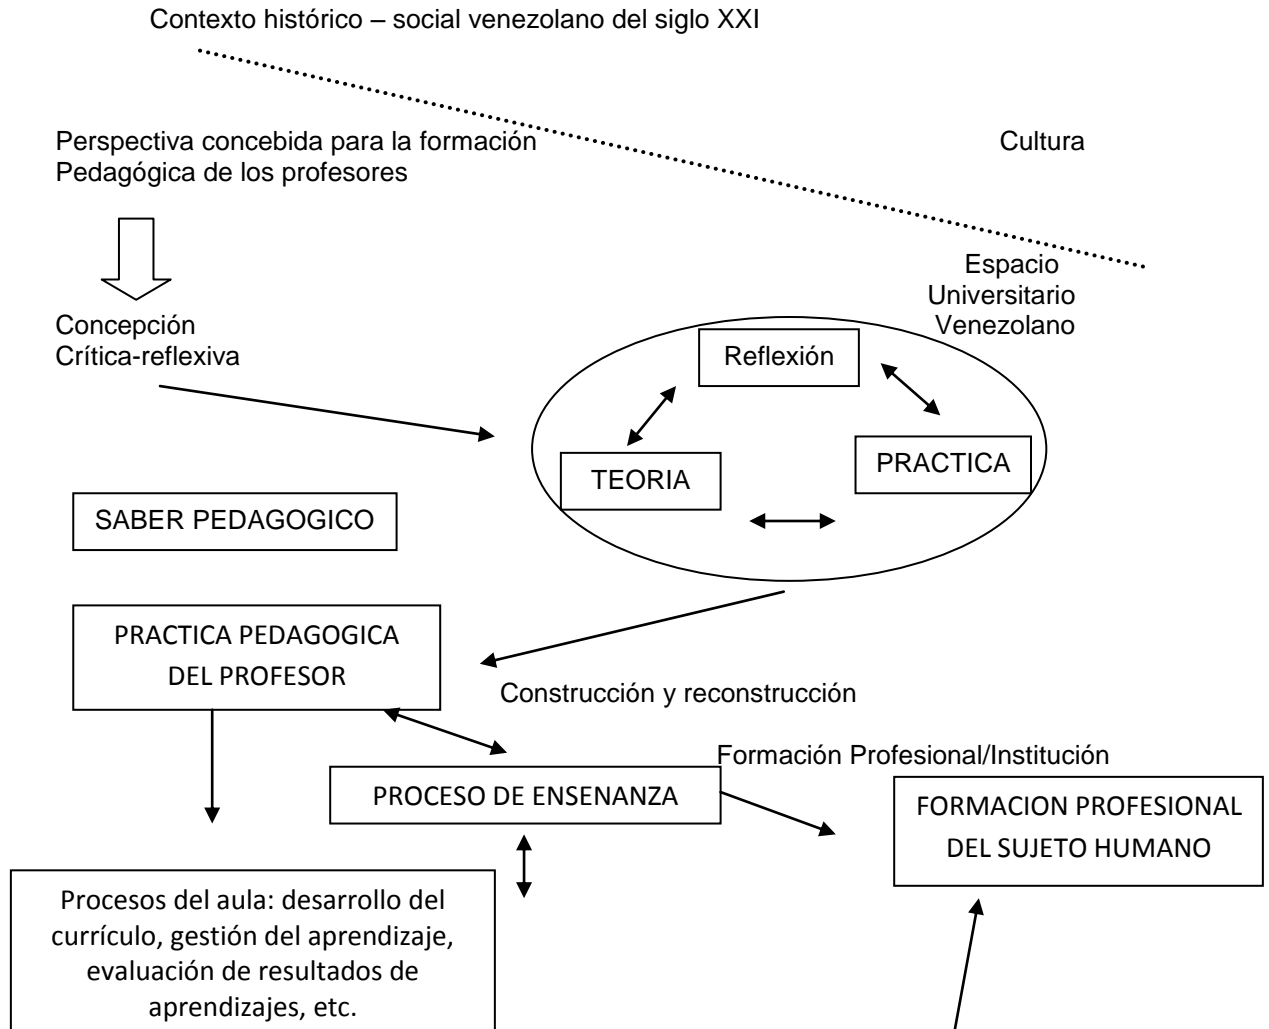 Contexto histórico – social venezolano del siglo XXI
Perspectiva concebida para la formación
Pedagógica de los profesores
Cultura
Espacio
Universitario
Venezolano
Concepción
Crítica-reflexiva
Reflexión
TEORIA
PRACTICA
SABER PEDAGOGICO
PRACTICA PEDAGOGICA
DEL PROFESOR
Construcción y reconstrucción
Formación Profesional/Institución
PROCESO DE ENSENANZA
FORMACION PROFESIONAL
DEL SUJETO HUMANO
Procesos del aula: desarrollo del
currículo, gestión del aprendizaje,
evaluación de resultados de
aprendizajes, etc.